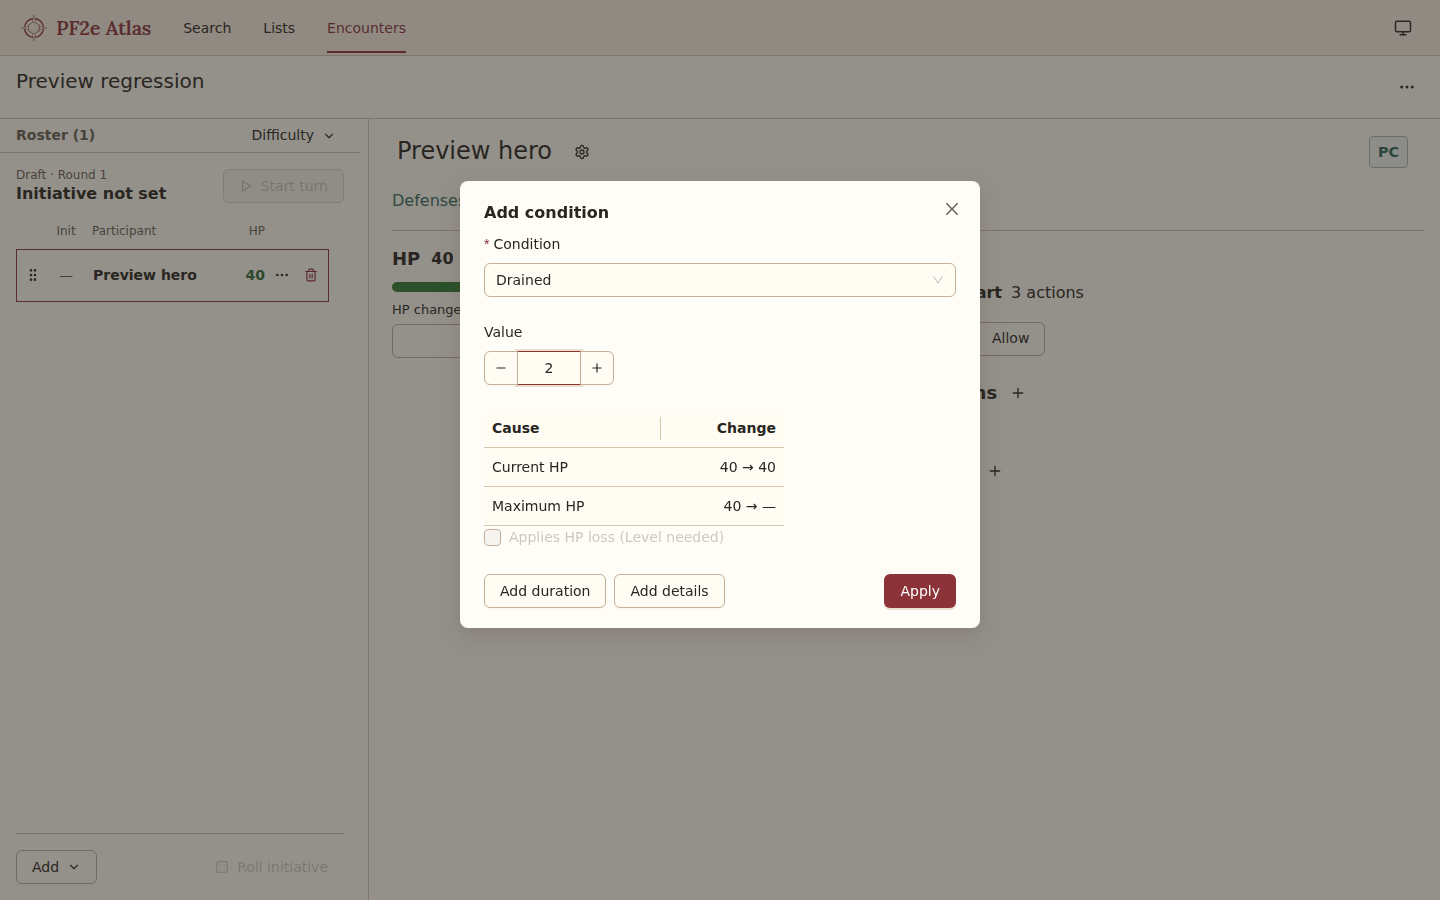 PF2e Atlas
Search
Lists
Encounters
Preview regression
Roster (1)
Difficulty
Draft · Round 1
Initiative not set
Start turn
Init
Participant
HP
—
Preview hero
40
Preview hero
PC
Defenses
HP 40
HP change
art 3 actions
Allow
ns
Add condition
* Condition
Drained
Value
2
Cause
Change
Current HP
40 → 40
Maximum HP
40 → —
Applies HP loss (Level needed)
Add duration
Add details
Apply
Add
Roll initiative